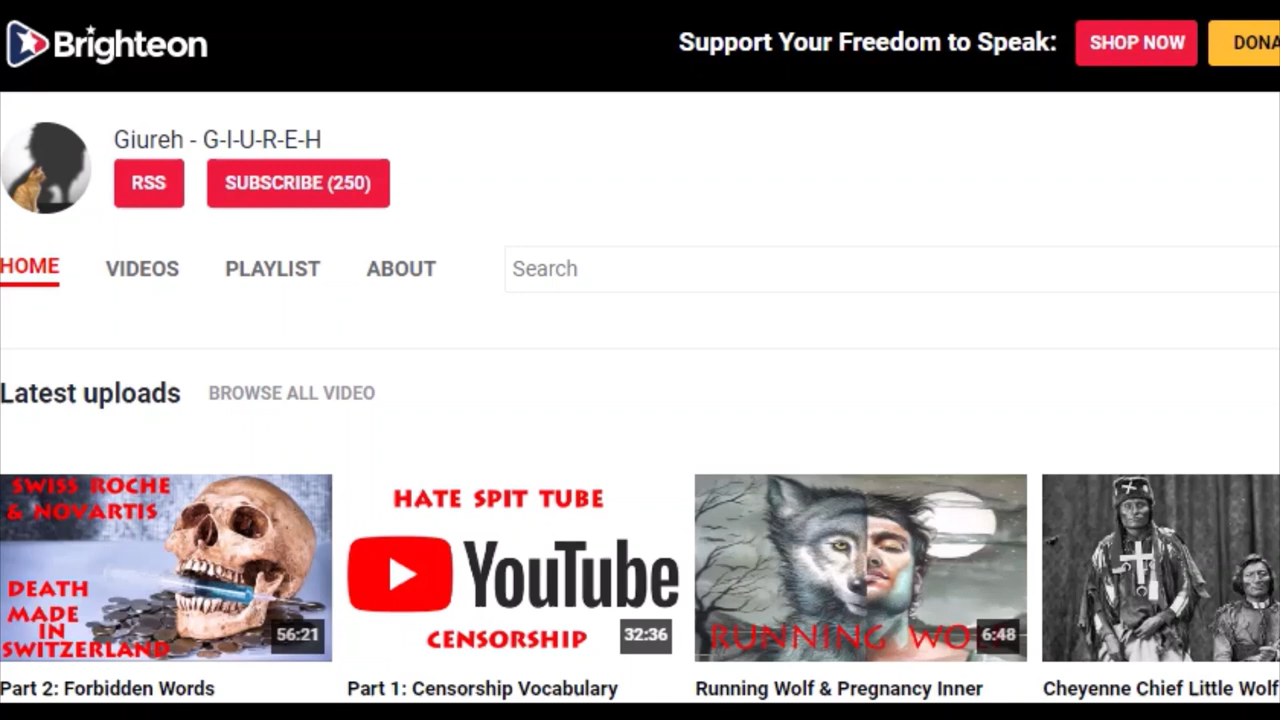 Brighteon
Support Your Freedom to Speak:
SHOP NOW
DONA
Giureh - G-I-U-R-E-H
RSS
SUBSCRIBE (250)
HOME
VIDEOS
PLAYLIST
ABOUT
Search
Latest uploads
BROWSE ALL VIDEO
SWISS ROCHE
& NOVARTIS
DEATH
MADE
IN
SWITZERLAND
56:21
HATE SPIT TUBE
YouTube
CENSORSHIP
32:36
RUNNING WO
6:48
Part 2: Forbidden Words
Part 1: Censorship Vocabulary
Running Wolf & Pregnancy Inner
Cheyenne Chief Little Wolf